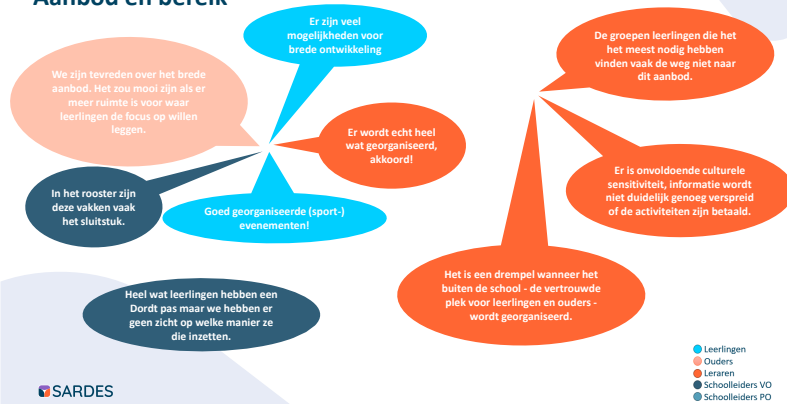 Aanbod en bereik
Er zijn veel
mogelijkheden voor
brede ontwikkeling
We zijn tevreden over het brede
aanbod. Het zou mooi zijn als er
meer ruimte is voor waar
leerlingen de focus op willen
leggen.
Er wordt echt heel
wat georganiseerd,
akkoord!
In het rooster zijn
deze vakken vaak
het sluitstuk.
Goed georganiseerde (sport-)
evenementen!
Heel wat leerlingen hebben een
Dordt pas maar we hebben er
geen zicht op welke manier ze
die inzetten.
De groepen leerlingen die het
het meest nodig hebben
vinden vaak de weg niet naar
dit aanbod.
Er is onvoldoende culturele
sensitiviteit, informatie wordt
niet duidelijk genoeg verspreid
of de activiteiten zijn betaald.
Het is een drempel wanneer het
buiten de school - de vertrouwde
plek voor leerlingen en ouders -
wordt georganiseerd.
Leerlingen
Ouders
Leraren
Schoolleiders VO
Schoolleiders PO
SARDES